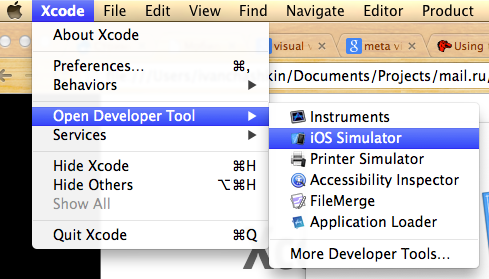 Xcode File Edit View Find Navigate Editor Product
About Xcode
visual v
meta vi
Using
Preferences... ⌘,
kin/Documents/Projects/mail.ru/
Behaviors ▶
Open Developer Tool ▶
Instruments
Services ▶
iOS Simulator
Printer Simulator
Hide Xcode ⌘H
Accessibility Inspector
Hide Others ⌥⌘H
FileMerge
Show All
Application Loader
Quit Xcode ⌘Q
More Developer Tools...